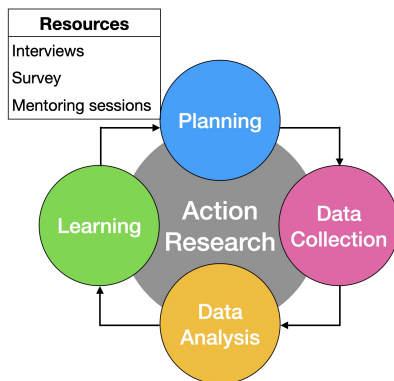 Resources
Interviews
Survey
Mentoring sessions
Planning
Learning
Action
Research
Data
Collection
Data
Analysis